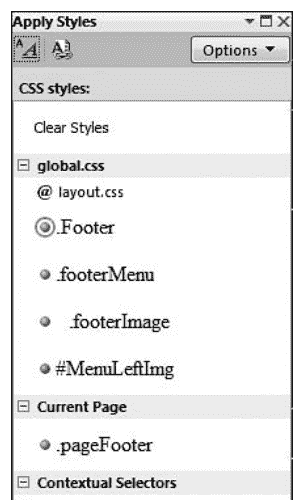 Apply Styles
Options
CSS styles:
Clear Styles
global.css
@ layout.css
.Footer
.footerMenu
.footerImage
#MenuLeftImg
Current Page
.pageFooter
Contextual Selectors